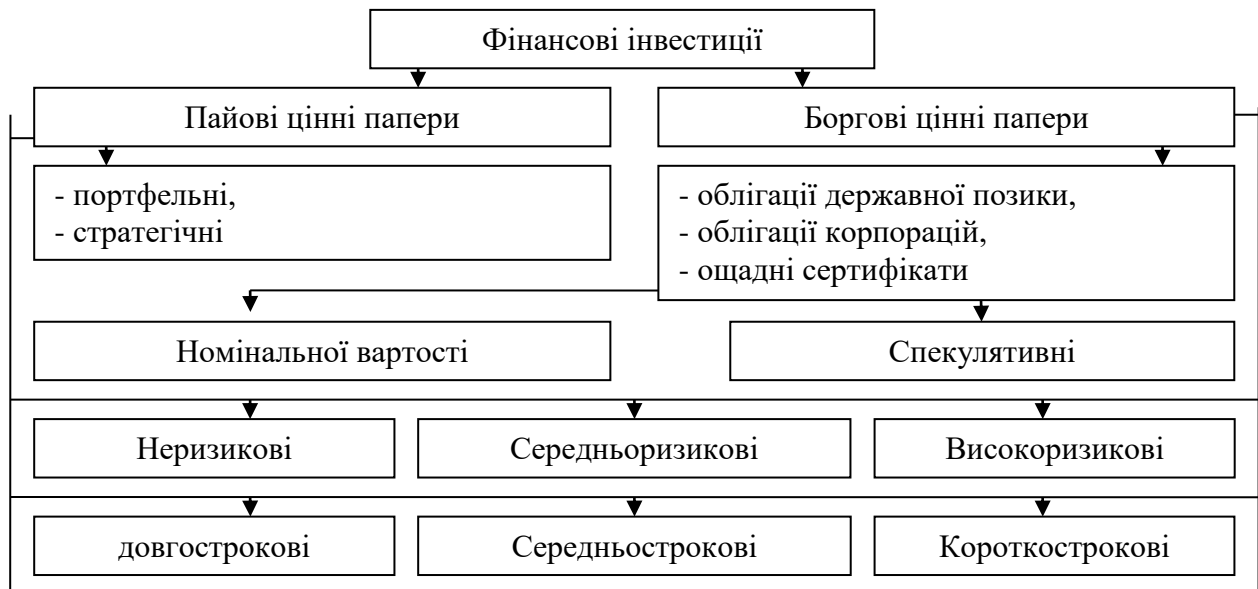 Фінансові інвестиції
Пайові цінні папери
Боргові цінні папери
- портфельні,
- стратегічні
- облігації державної позики,
- облігації корпорацій,
- ощадні сертифікати
Номінальної вартості
Спекулятивні
Неризикові
Середньоризикові
Високоризикові
довгострокові
Середньострокові
Короткострокові